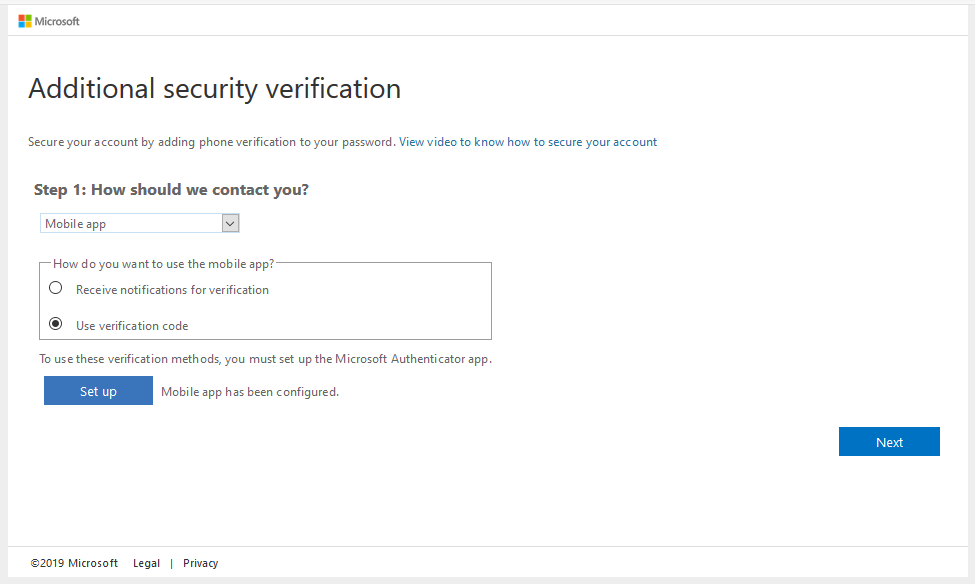 Microsoft
Additional security verification
Secure your account by adding phone verification to your password. View video to know how to secure your account
Step 1: How should we contact you?
Mobile app
How do you want to use the mobile app?
Receive notifications for verification
Use verification code
To use these verification methods, you must set up the Microsoft Authenticator app.
Set up Mobile app has been configured.
Next
©2019 Microsoft Legal | Privacy